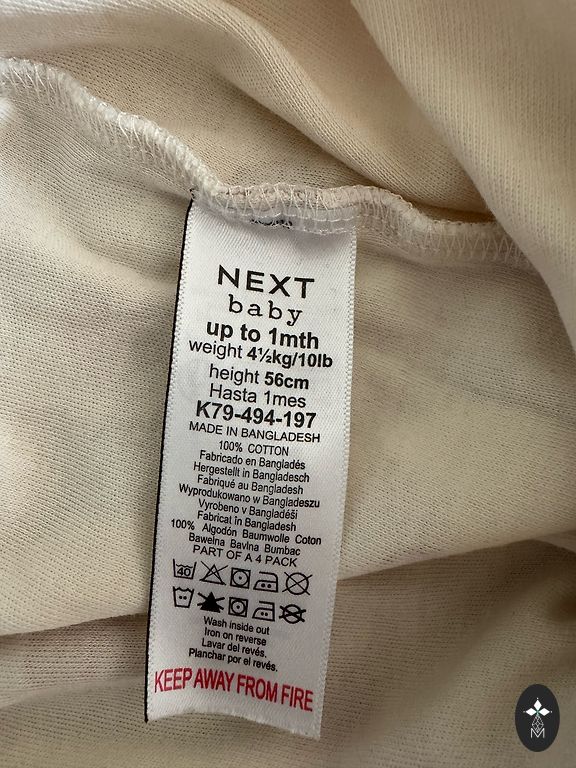 NEXT
baby
up to 1mth
weight 4½kg/10lb
height 56cm
Hasta 1mes
K79-494-197
MADE IN BANGLADESH
100% COTTON
Fabricado en Bangladés
Hergestellt in Bangladesch
Fabriqué au Bangladesh
Wyprodukowano w Bangladeszu
Vyrobeno v Bangladéši
Fabricat în Bangladesh
100% Algodón Baumwolle Coton
Bawełna Bavlna Bumbac
PART OF A 4 PACK
40
Wash inside out
Iron on reverse
Lavar del revés.
Planchar por el revés.
KEEP AWAY FROM FIRE